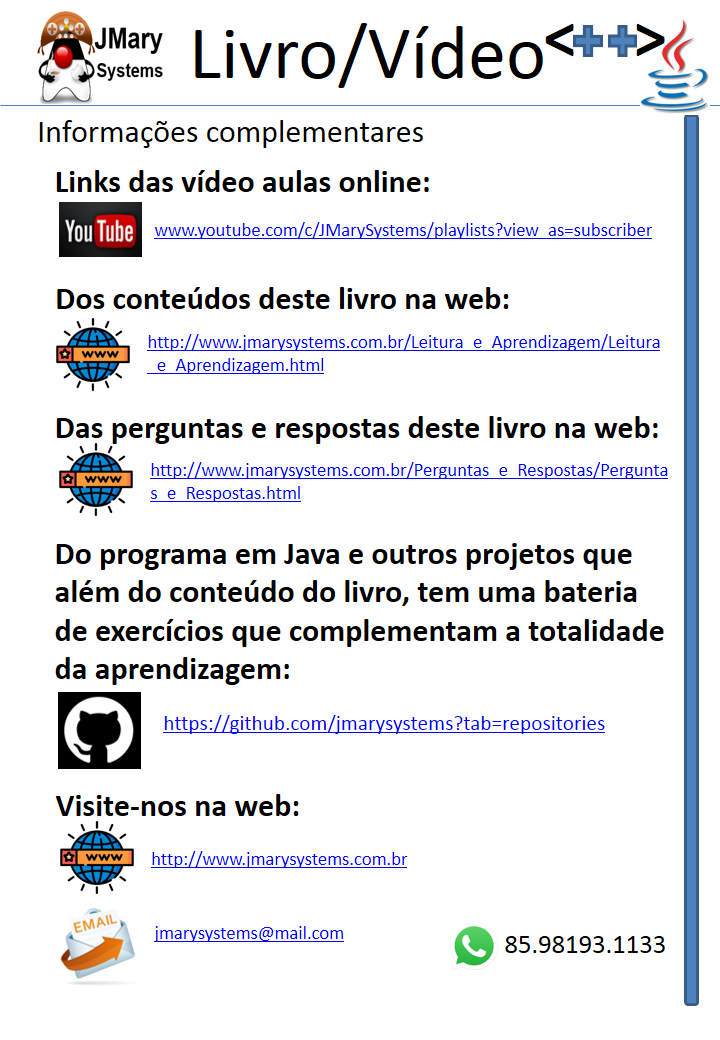 JMary
Systems
Livro/Vídeo<++>
Informações complementares
Links das vídeo aulas online:
YouTube
www.youtube.com/c/JMarySystems/playlists?view_as=subscriber
Dos conteúdos deste livro na web:
www
http://www.jmarysystems.com.br/Leitura_e_Aprendizagem/Leitura
_e_Aprendizagem.html
Das perguntas e respostas deste livro na web:
www
http://www.jmarysystems.com.br/Perguntas_e_Respostas/Pergunta
s_e_Respostas.html
Do programa em Java e outros projetos que
além do conteúdo do livro, tem uma bateria
de exercícios que complementam a totalidade
da aprendizagem:
https://github.com/jmarysystems?tab=repositories
Visite-nos na web:
www
http://www.jmarysystems.com.br
EMAIL
jmarysystems@mail.com
85.98193.1133